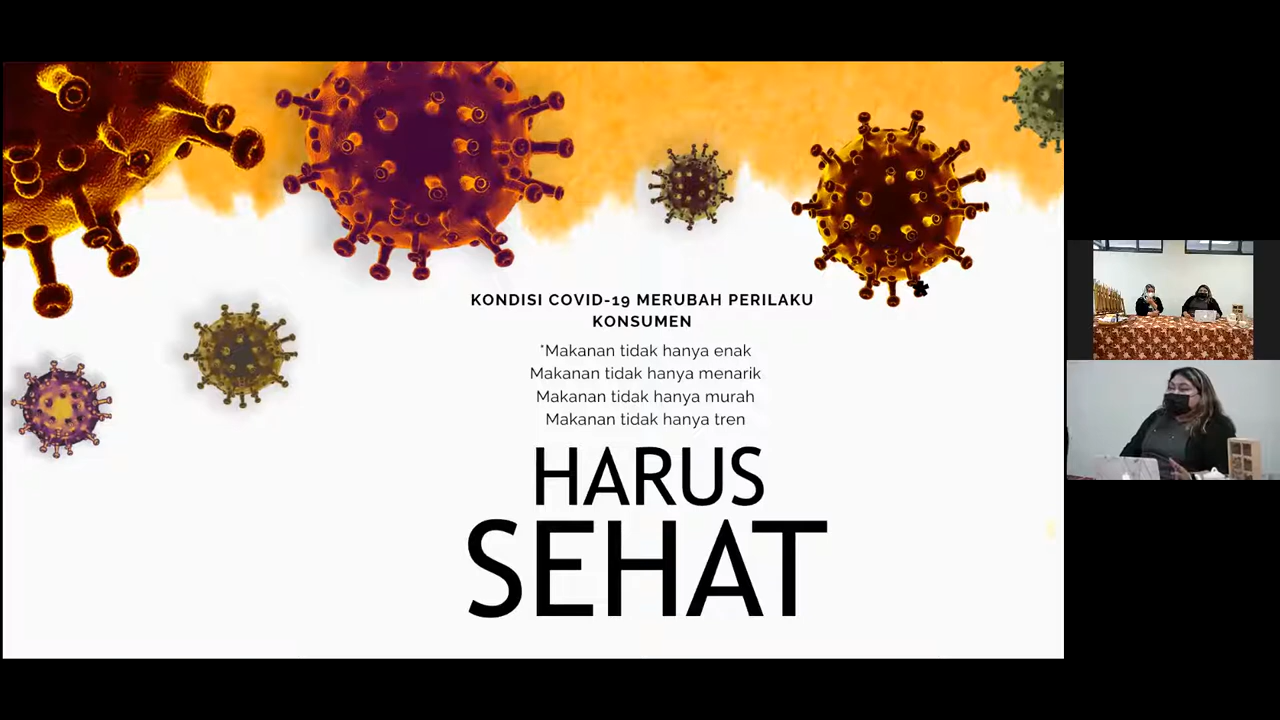 KONDISI COVID-19 MERUBAH PERILAKU
KONSUMEN
*Makanan tidak hanya enak
Makanan tidak hanya menarik
Makanan tidak hanya murah
Makanan tidak hanya tren
HARUS
SEHAT